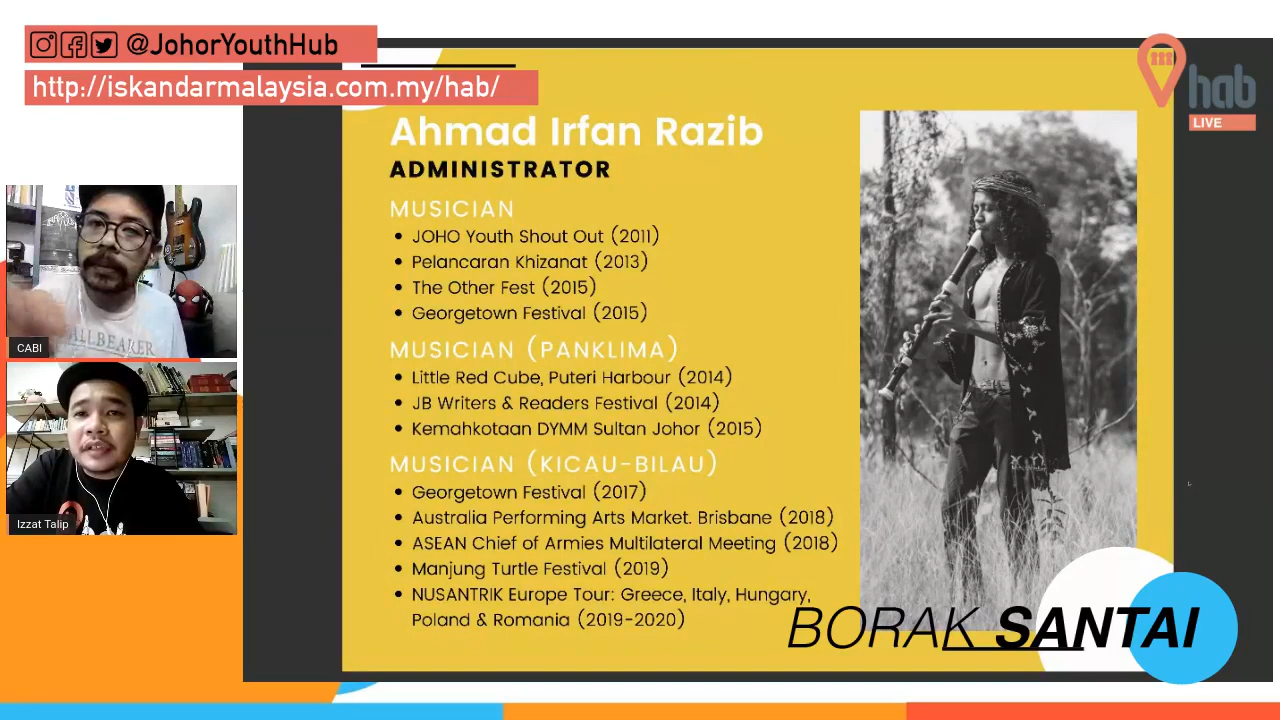 @JohorYouthHub
http://iskandarmalaysia.com.my/hab/
hab
LIVE
Ahmad Irfan Razib
ADMINISTRATOR
MUSICIAN
• JOHO Youth Shout Out (2011)
• Pelancaran Khizanat (2013)
• The Other Fest (2015)
• Georgetown Festival (2015)
MUSICIAN (PANKLIMA)
• Little Red Cube, Puteri Harbour (2014)
• JB Writers & Readers Festival (2014)
• Kemahkotaan DYMM Sultan Johor (2015)
MUSICIAN (KICAU-BILAU)
• Georgetown Festival (2017)
• Australia Performing Arts Market. Brisbane (2018)
• ASEAN Chief of Armies Multilateral Meeting (2018)
• Manjung Turtle Festival (2019)
• NUSANTRIK Europe Tour: Greece, Italy, Hungary,
Poland & Romania (2019-2020)
ALLBEARER
CABI
Izzat Talip
BORAK SANTAI